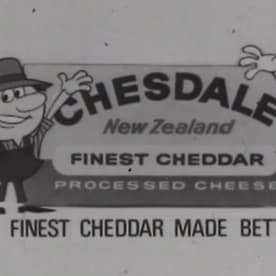 CHESDALE
New Zealand
FINEST CHEDDAR
PROCESSED CHEESE
FINEST CHEDDAR MADE BETT